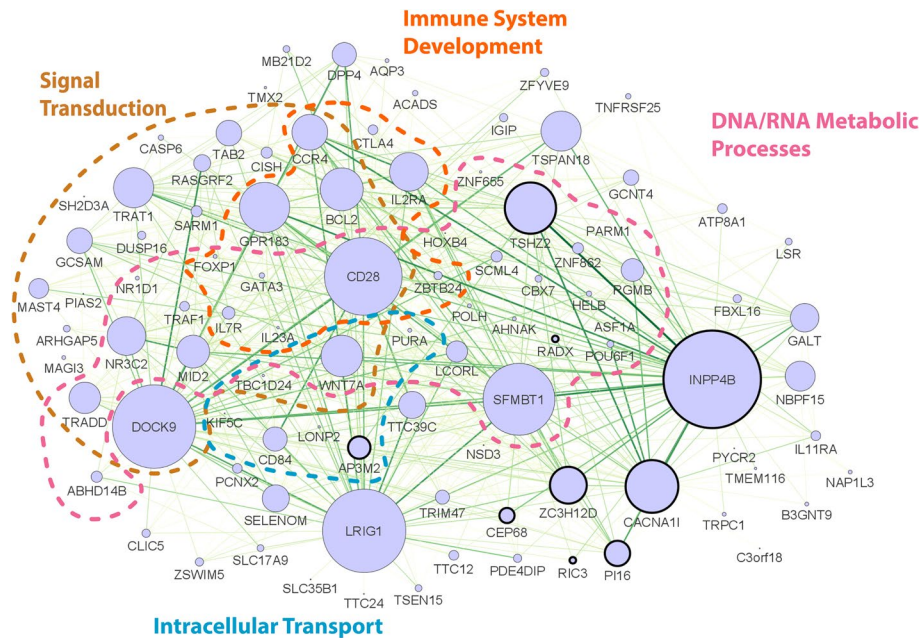 Immune System
Development
MB21D2
DPP4
AQP3
ZFYVE9
Signal
Transduction
TMX2
ACADS
TNFRSF25
IGIP
DNA/RNA Metabolic
Processes
CASP6
TAB2
CTLA4
CCR4
CISH
TSPAN18
RASGRF2
ZNF655
GCNT4
SH2D3A
TRAT1
IL2RA
BCL2
SARM1
ATP8A1
PARM1
DUSP16
GPR183
HOXB4
TSHZ2
LSR
GCSAM
FOXP1
SCML4
ZNF862
CD28
NR1D1
GATA3
ZBTB24
CBX7
RGMB
MAST4
PIAS2
HELB
FBXL16
TRAF1
IL7R
POLH
AHNAK
ASF1A
ARHGAP5
IL23A
PURA
RADX
GALT
MAGI3
NR3C2
POU6F1
MID2
TBC1D24
WNT7A
LCORL
INPP4B
TRADD
KIF5C
SFMBT1
NBPF15
DOCK9
LONP2
TTC39C
IL11RA
CD84
NSD3
PYCR2
AP3M2
ABHD14B
PCNX2
TMEM116
NAP1L3
SELENOM
TRIM47
ZC3H12D
CACNA1I
B3GNT9
LRIG1
CEP68
TRPC1
CLIC5
SLC17A9
C3orf18
ZSWIM5
TTC12
PDE4DIP
RIC3
PI16
SLC35B1
TTC24
TSEN15
Intracellular Transport